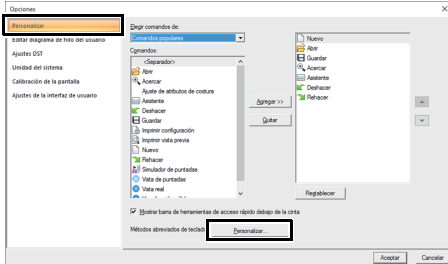 Opciones
Personalizar
Editar diagrama de hilo del usuario
Ajustes DST
Unidad del sistema
Calibración de la pantalla
Ajustes de la interfaz de usuario
Elegir comandos de:
Comandos populares
Comandos:
<Separador>
Abrir
Acercar
Ajuste de atributos de costura
Asistente
Deshacer
Guardar
Imprimir configuración
Imprimir vista previa
Nuevo
Rehacer
Simulador de puntadas
Vista de puntadas
Vista real
Agregar >>
Quitar
Nuevo
Abrir
Guardar
Acercar
Asistente
Deshacer
Rehacer
Restablecer
Mostrar barra de herramientas de acceso rápido debajo de la cinta
Métodos abreviados de teclado
Personalizar...
Aceptar
Cancelar